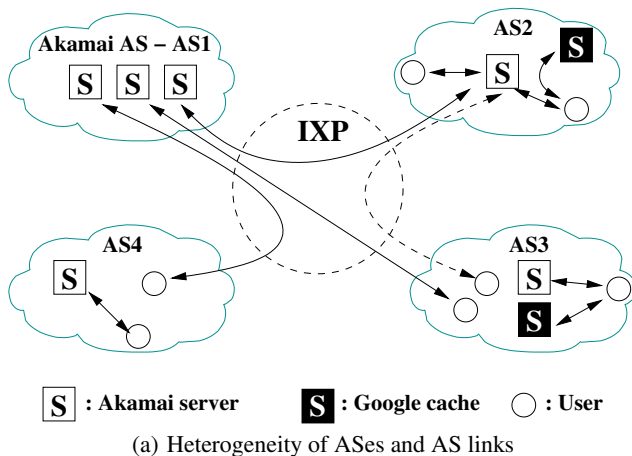 Akamai AS – AS1
S S S
AS2
S
S
IXP
AS4
S
AS3
S
S
S : Akamai server S : Google cache : User
(a) Heterogeneity of ASes and AS links